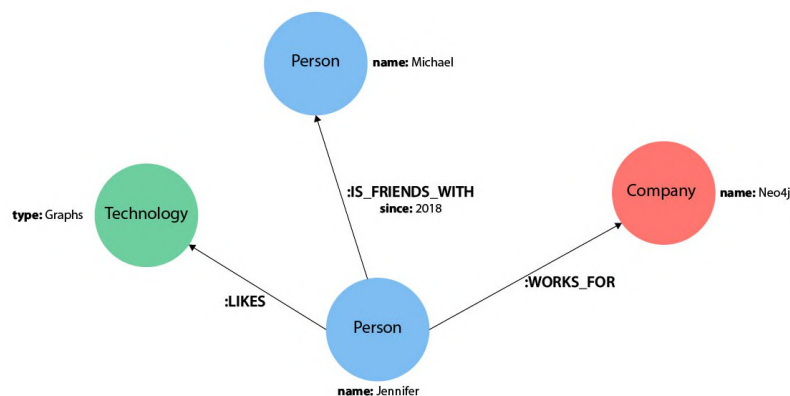 Person
name: Michael
:IS_FRIENDS_WITH
since: 2018
Company
name: Neo4j
Technology
type: Graphs
:LIKES
:WORKS_FOR
Person
name: Jennifer